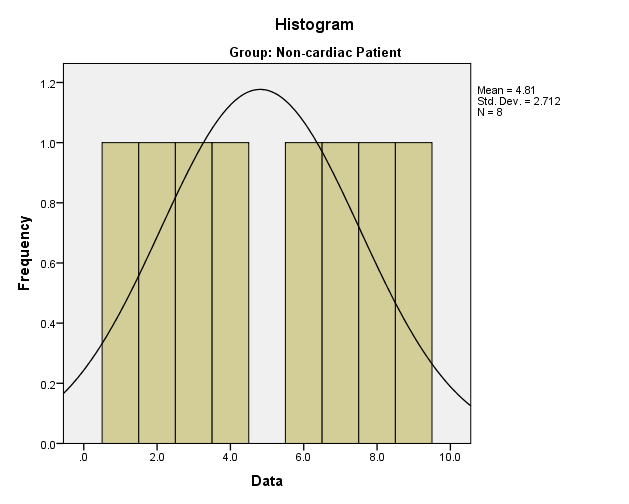 Histogram
Group: Non-cardiac Patient
Mean = 4.81
Std. Dev. = 2.712
N = 8
Frequency
1.2
1.0
0.8
0.6
0.4
0.2
0.0
.0 2.0 4.0 6.0 8.0 10.0
Data